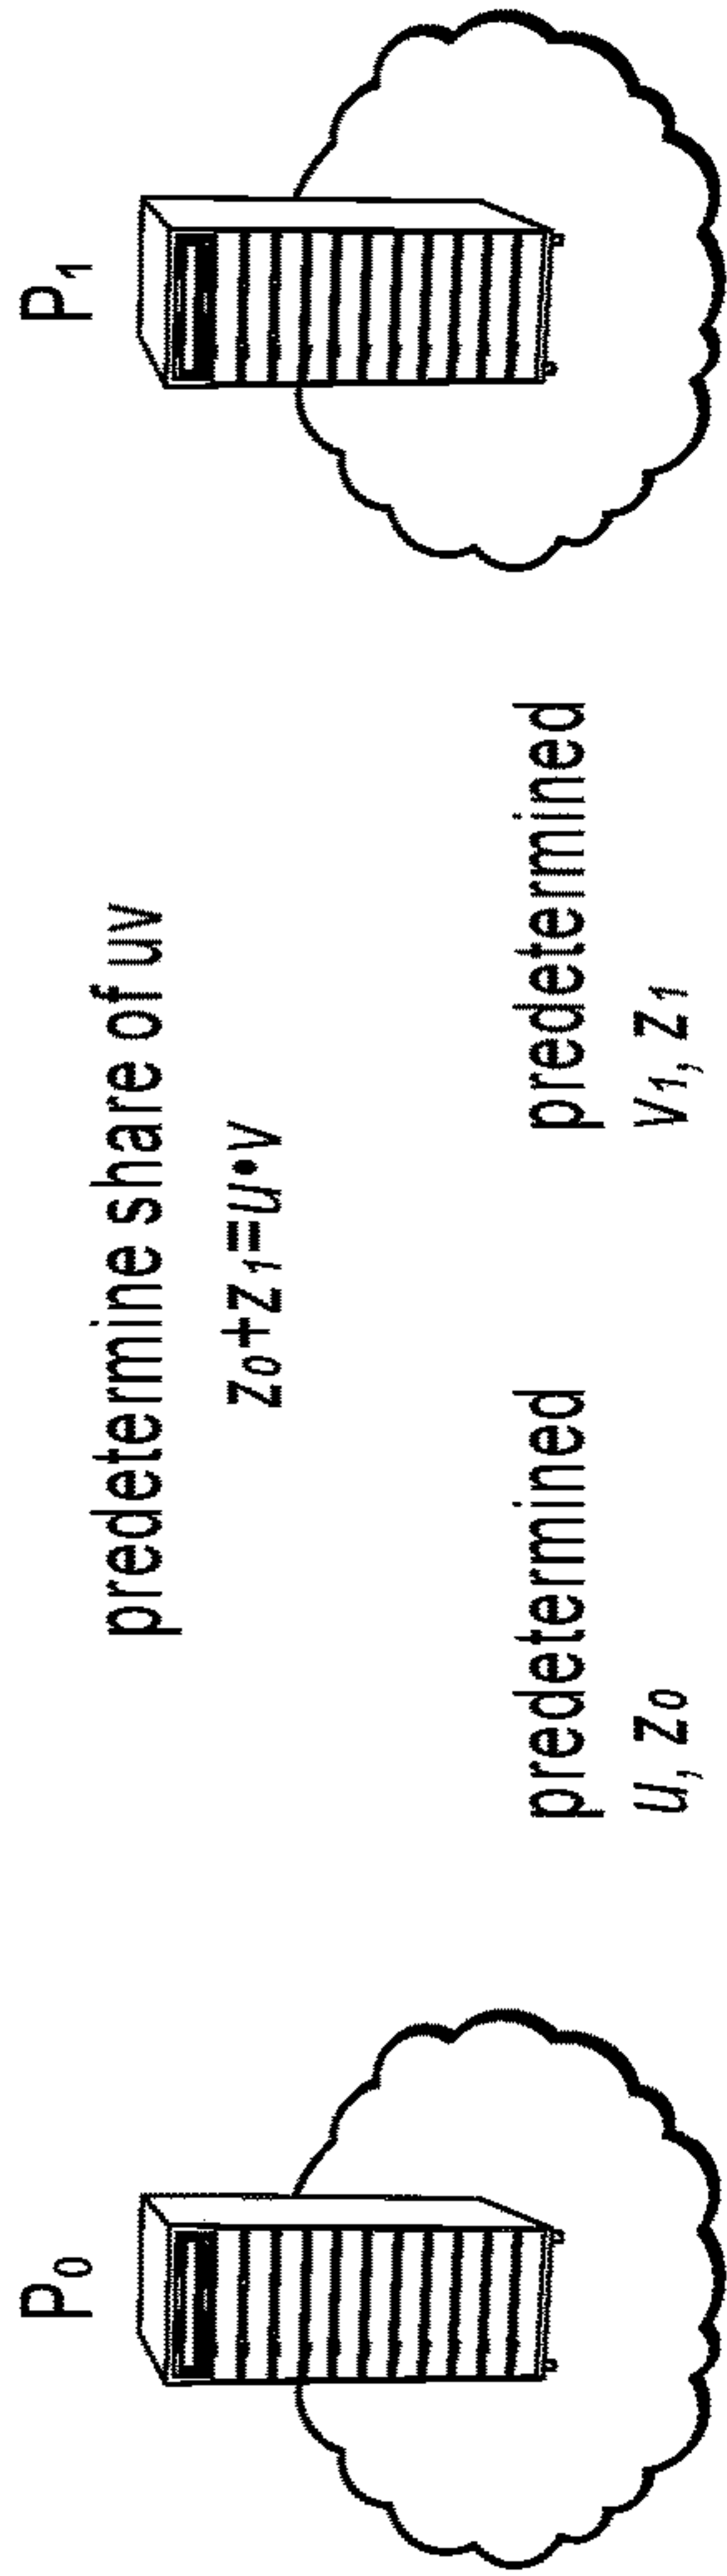 P₀
P₁
predetermine share of uv
z₀+z₁=u•v
predetermined
u, z₀
predetermined
v₁, z₁